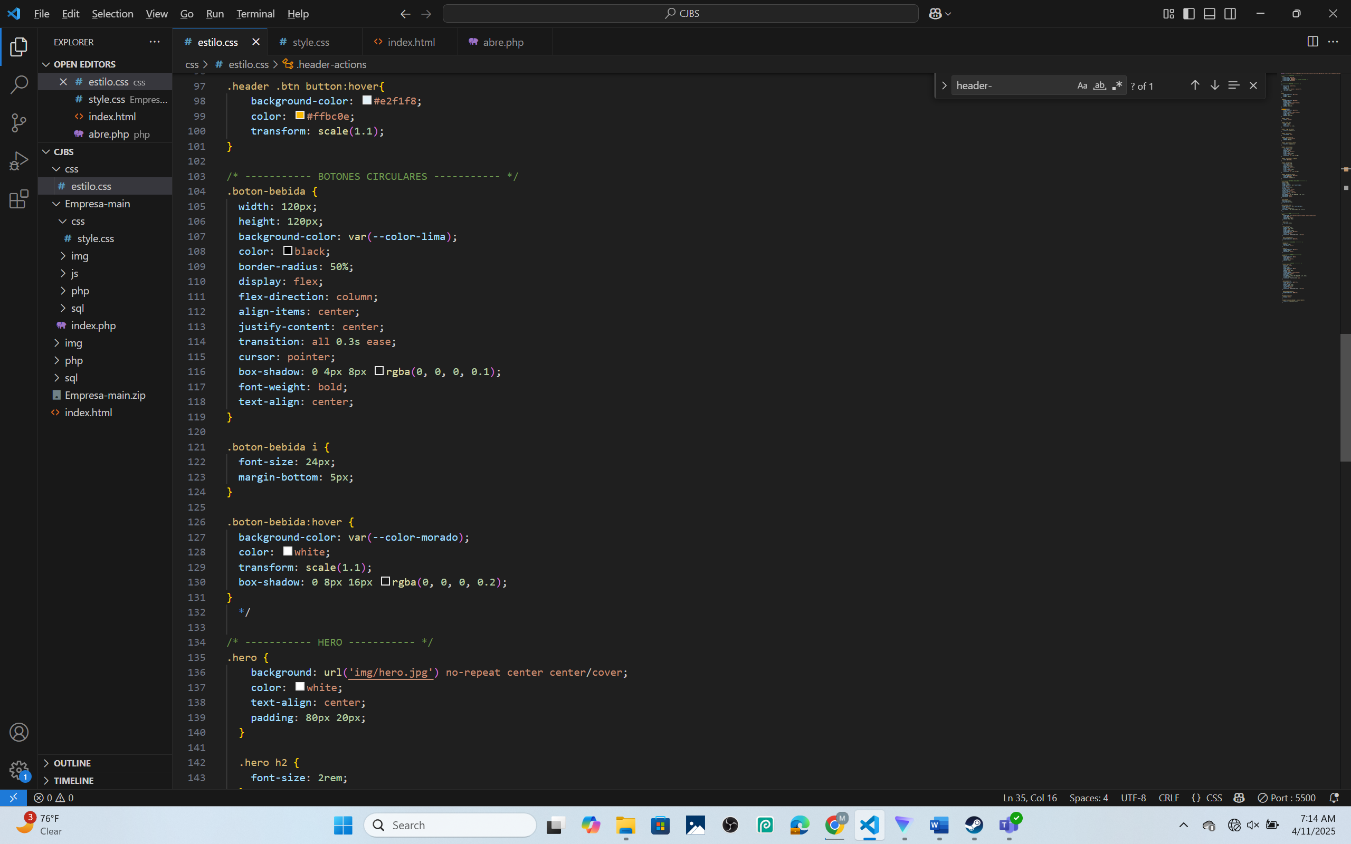 File Edit Selection View Go Run Terminal Help
CJBS
EXPLORER
OPEN EDITORS
# estilo.css css
# style.css Empres...
<> index.html
abre.php php
CJBS
css
# estilo.css
Empresa-main
css
# style.css
img
js
php
sql
index.php
img
php
sql
Empresa-main.zip
<> index.html
OUTLINE
TIMELINE
# estilo.css
# style.css
<> index.html
abre.php
css > # estilo.css > .header-actions
header-
Aa ab .*
? of 1
97 .header .btn button:hover{
98 background-color: #e2f1f8;
99 color: #ffbc0e;
100 transform: scale(1.1);
101 }
102
103 /* ----------- BOTONES CIRCULARES ----------- */
104 .boton-bebida {
105 width: 120px;
106 height: 120px;
107 background-color: var(--color-lima);
108 color: black;
109 border-radius: 50%;
110 display: flex;
111 flex-direction: column;
112 align-items: center;
113 justify-content: center;
114 transition: all 0.3s ease;
115 cursor: pointer;
116 box-shadow: 0 4px 8px rgba(0, 0, 0, 0.1);
117 font-weight: bold;
118 text-align: center;
119 }
120
121 .boton-bebida i {
122 font-size: 24px;
123 margin-bottom: 5px;
124 }
125
126 .boton-bebida:hover {
127 background-color: var(--color-morado);
128 color: white;
129 transform: scale(1.1);
130 box-shadow: 0 8px 16px rgba(0, 0, 0, 0.2);
131 }
132 */
133
134 /* ----------- HERO ----------- */
135 .hero {
136 background: url('img/hero.jpg') no-repeat center center/cover;
137 color: white;
138 text-align: center;
139 padding: 80px 20px;
140 }
141
142 .hero h2 {
143 font-size: 2rem;
1
0 0
Ln 35, Col 16 Spaces: 4 UTF-8 CRLF {} CSS Port : 5500
3
76°F
Clear
Search
M
7:14 AM
4/11/2025